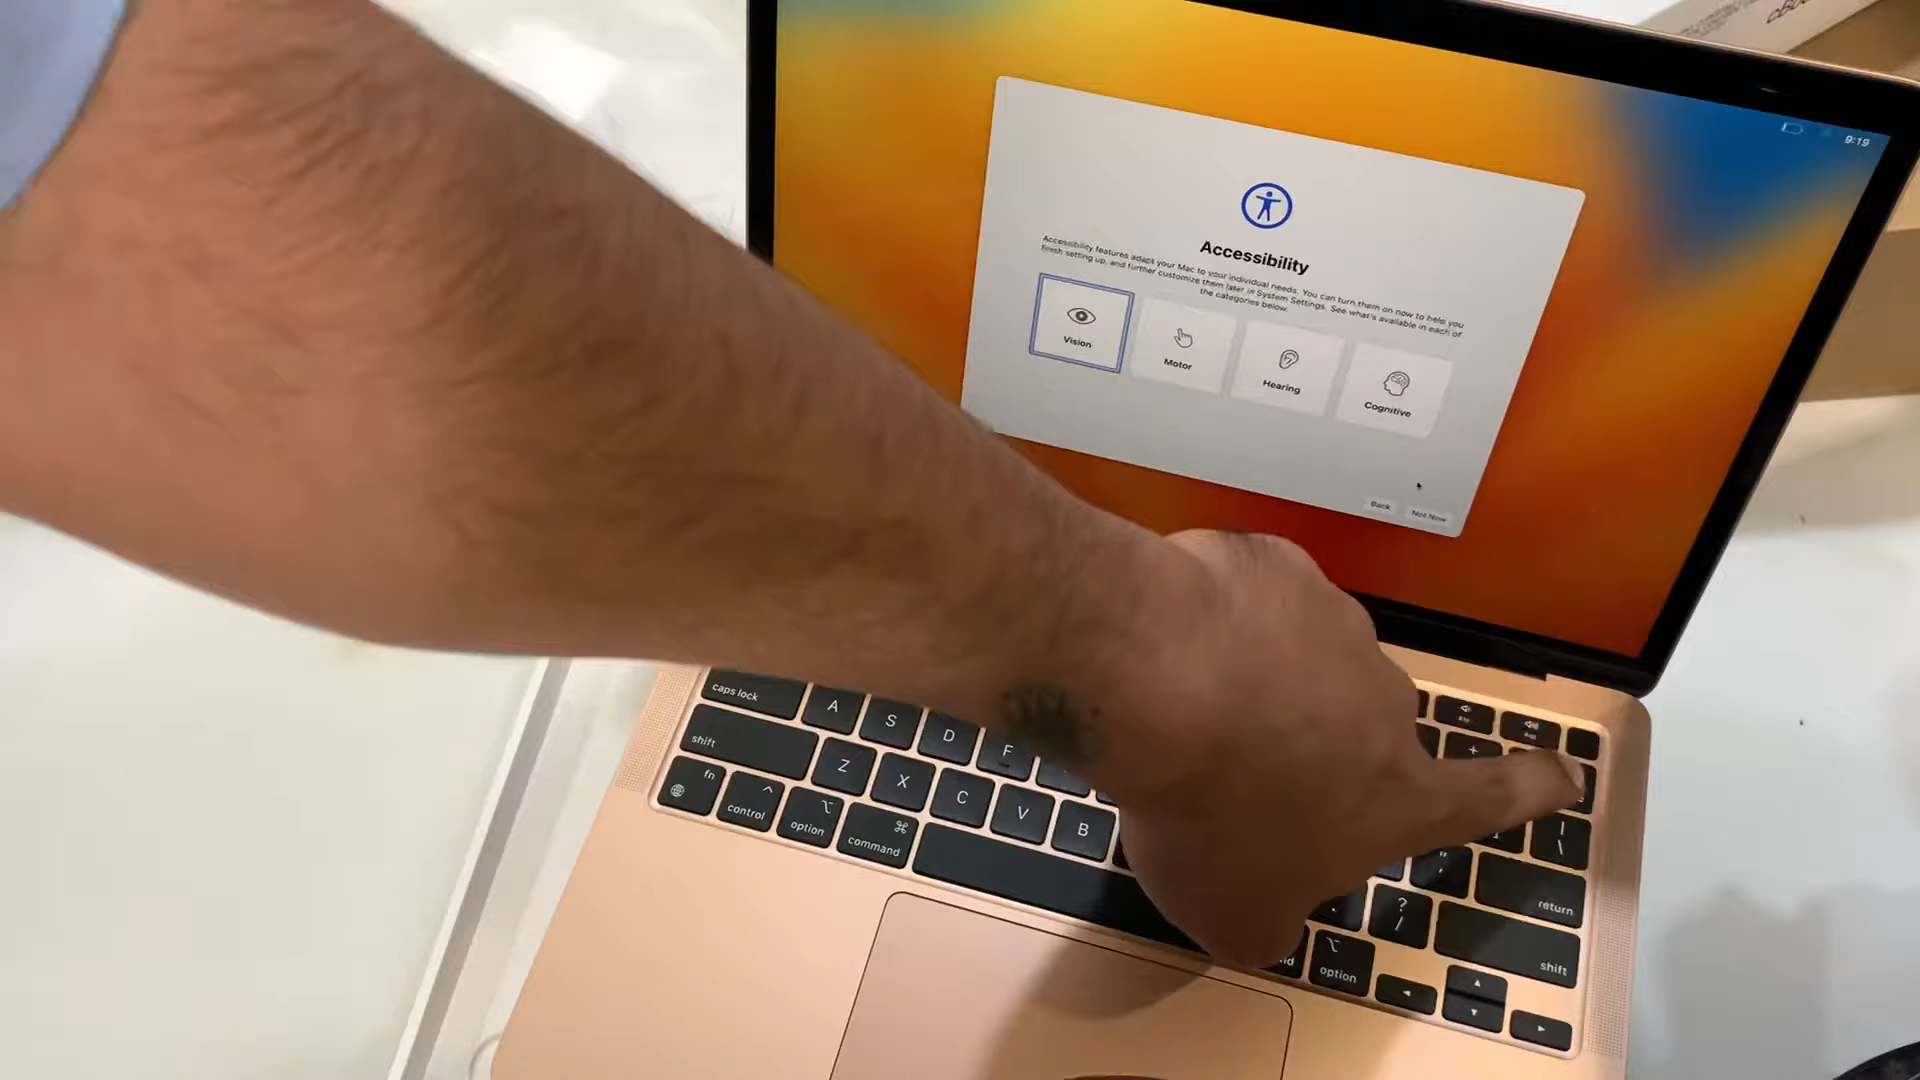 9:19
Accessibility
Accessibility features adapt your Mac to your individual needs. You can turn them on now to help you
finish setting up, and further customize them later in System Settings. See what's available in each of
the categories below.
Vision
Motor
Hearing
Cognitive
Back
Not Now
caps lock
A
S
D
F
shift
Z
X
C
V
B
fn
control
option
command
+
|
\
"
'
return
?
/
shift
option